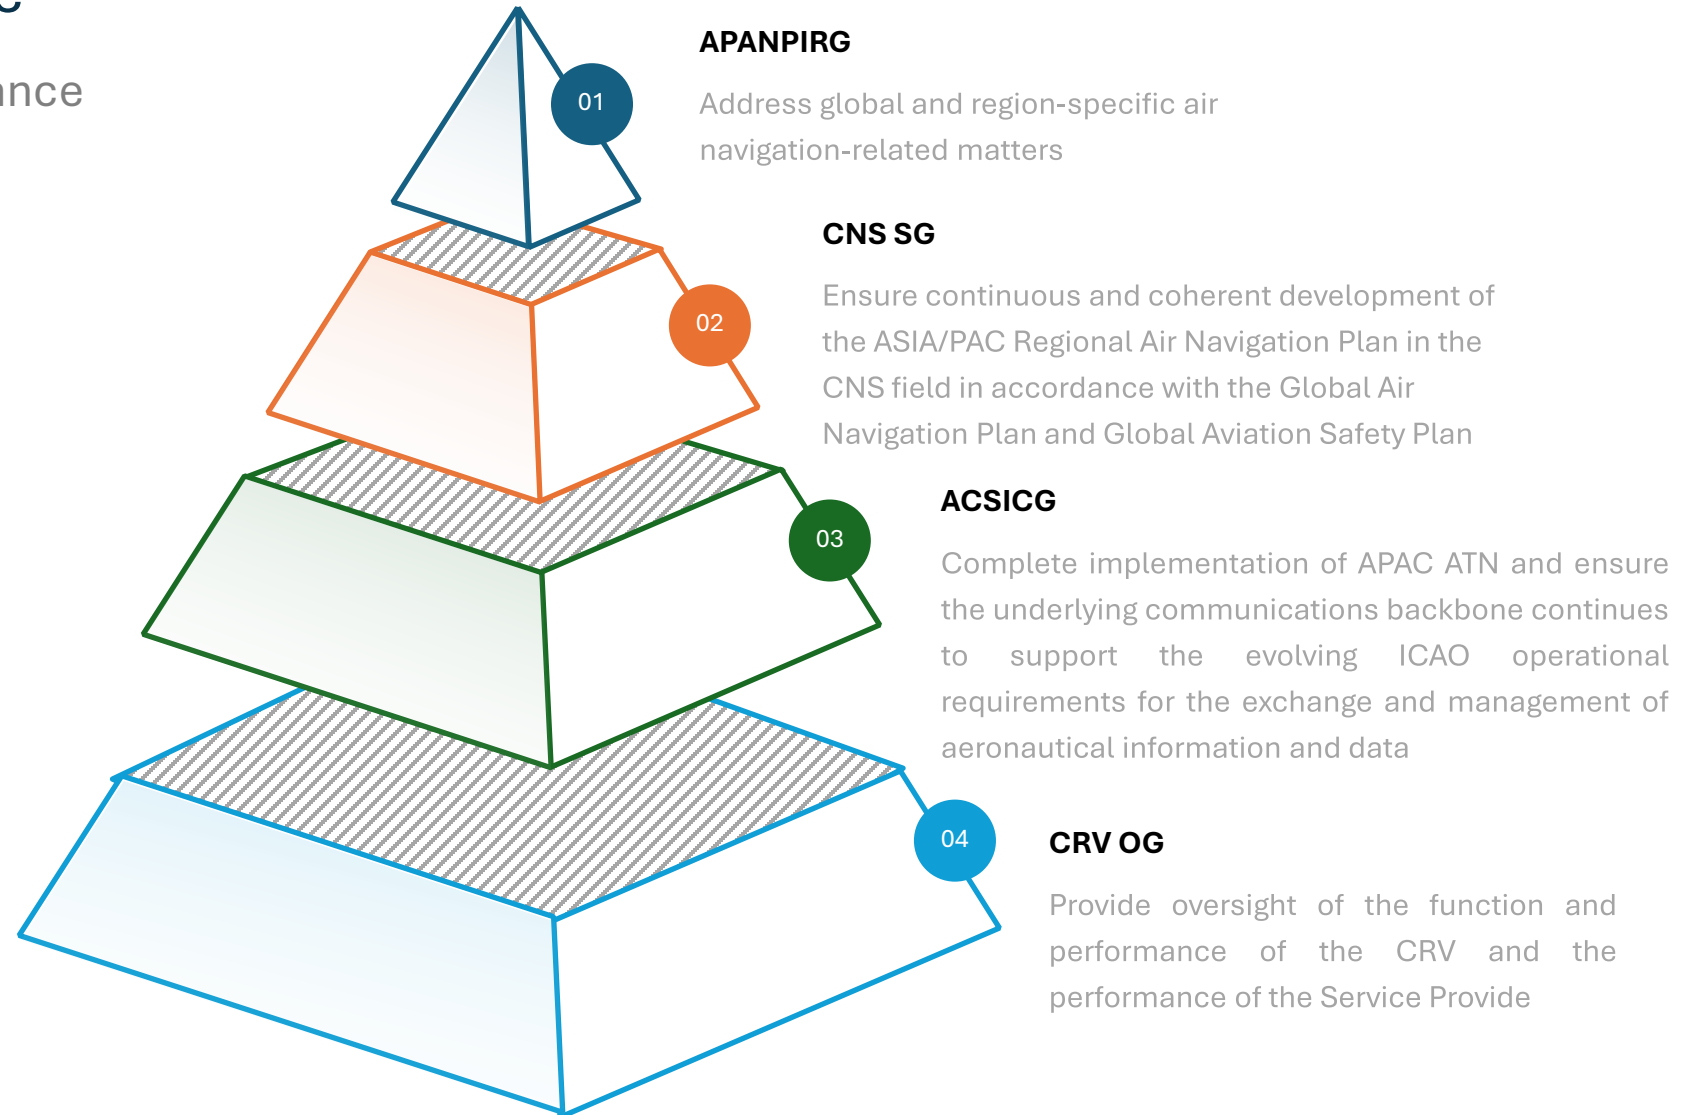 01
APANPIRG
Address global and region-specific air
navigation-related matters
02
CNS SG
Ensure continuous and coherent development of
the ASIA/PAC Regional Air Navigation Plan in the
CNS field in accordance with the Global Air
Navigation Plan and Global Aviation Safety Plan
03
ACSICG
Complete implementation of APAC ATN and ensure
the underlying communications backbone continues
to support the evolving ICAO operational
requirements for the exchange and management of
aeronautical information and data
04
CRV OG
Provide oversight of the function and
performance of the CRV and the
performance of the Service Provide